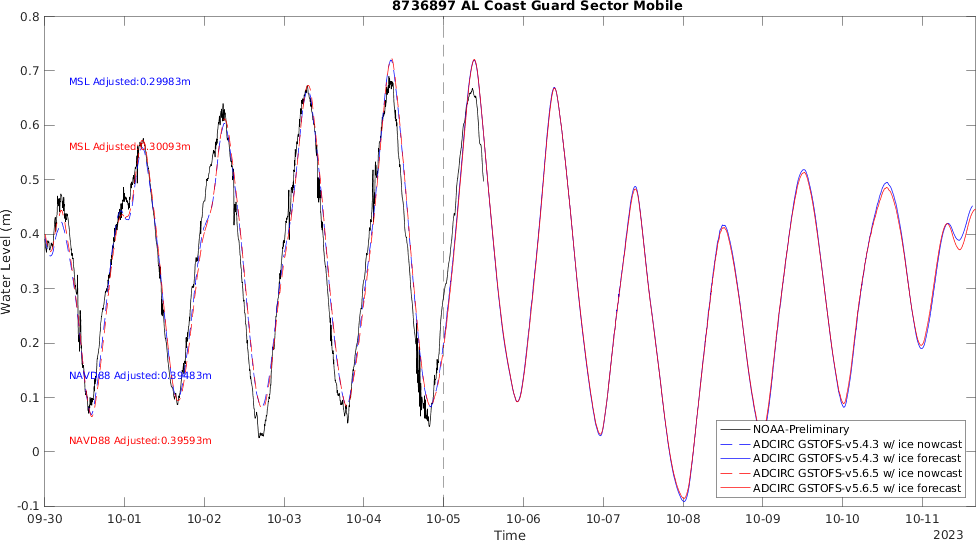 8736897 AL Coast Guard Sector Mobile
Water Level (m)
0.8
0.7
0.6
0.5
0.4
0.3
0.2
0.1
0
-0.1
MSL Adjusted:0.29983m
MSL Adjusted:0.30093m
NAVD88 Adjusted:0.39483m
NAVD88 Adjusted:0.39593m
NOAA-Preliminary
ADCIRC GSTOFS-v5.4.3 w/ ice nowcast
ADCIRC GSTOFS-v5.4.3 w/ ice forecast
ADCIRC GSTOFS-v5.6.5 w/ ice nowcast
ADCIRC GSTOFS-v5.6.5 w/ ice forecast
09-30 10-01 10-02 10-03 10-04 10-05 10-06 10-07 10-08 10-09 10-10 10-11
Time
2023